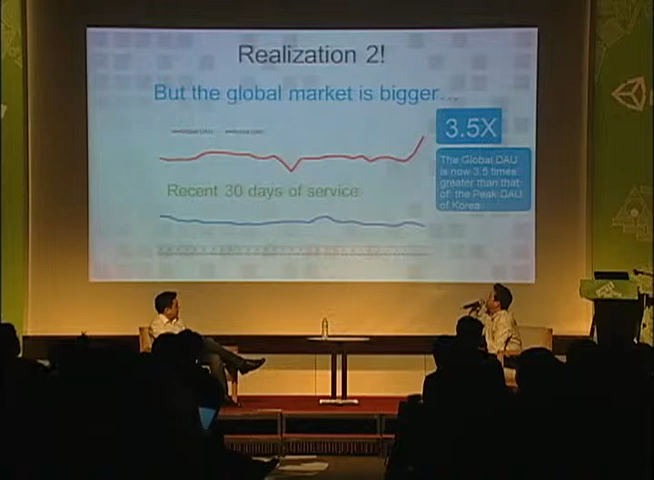 Realization 2!
But the global market is bigger...
3.5X
The Global DAU
is now 3.5 times
greater than that
of the Peak DAU
of Korea
Recent 30 days of service